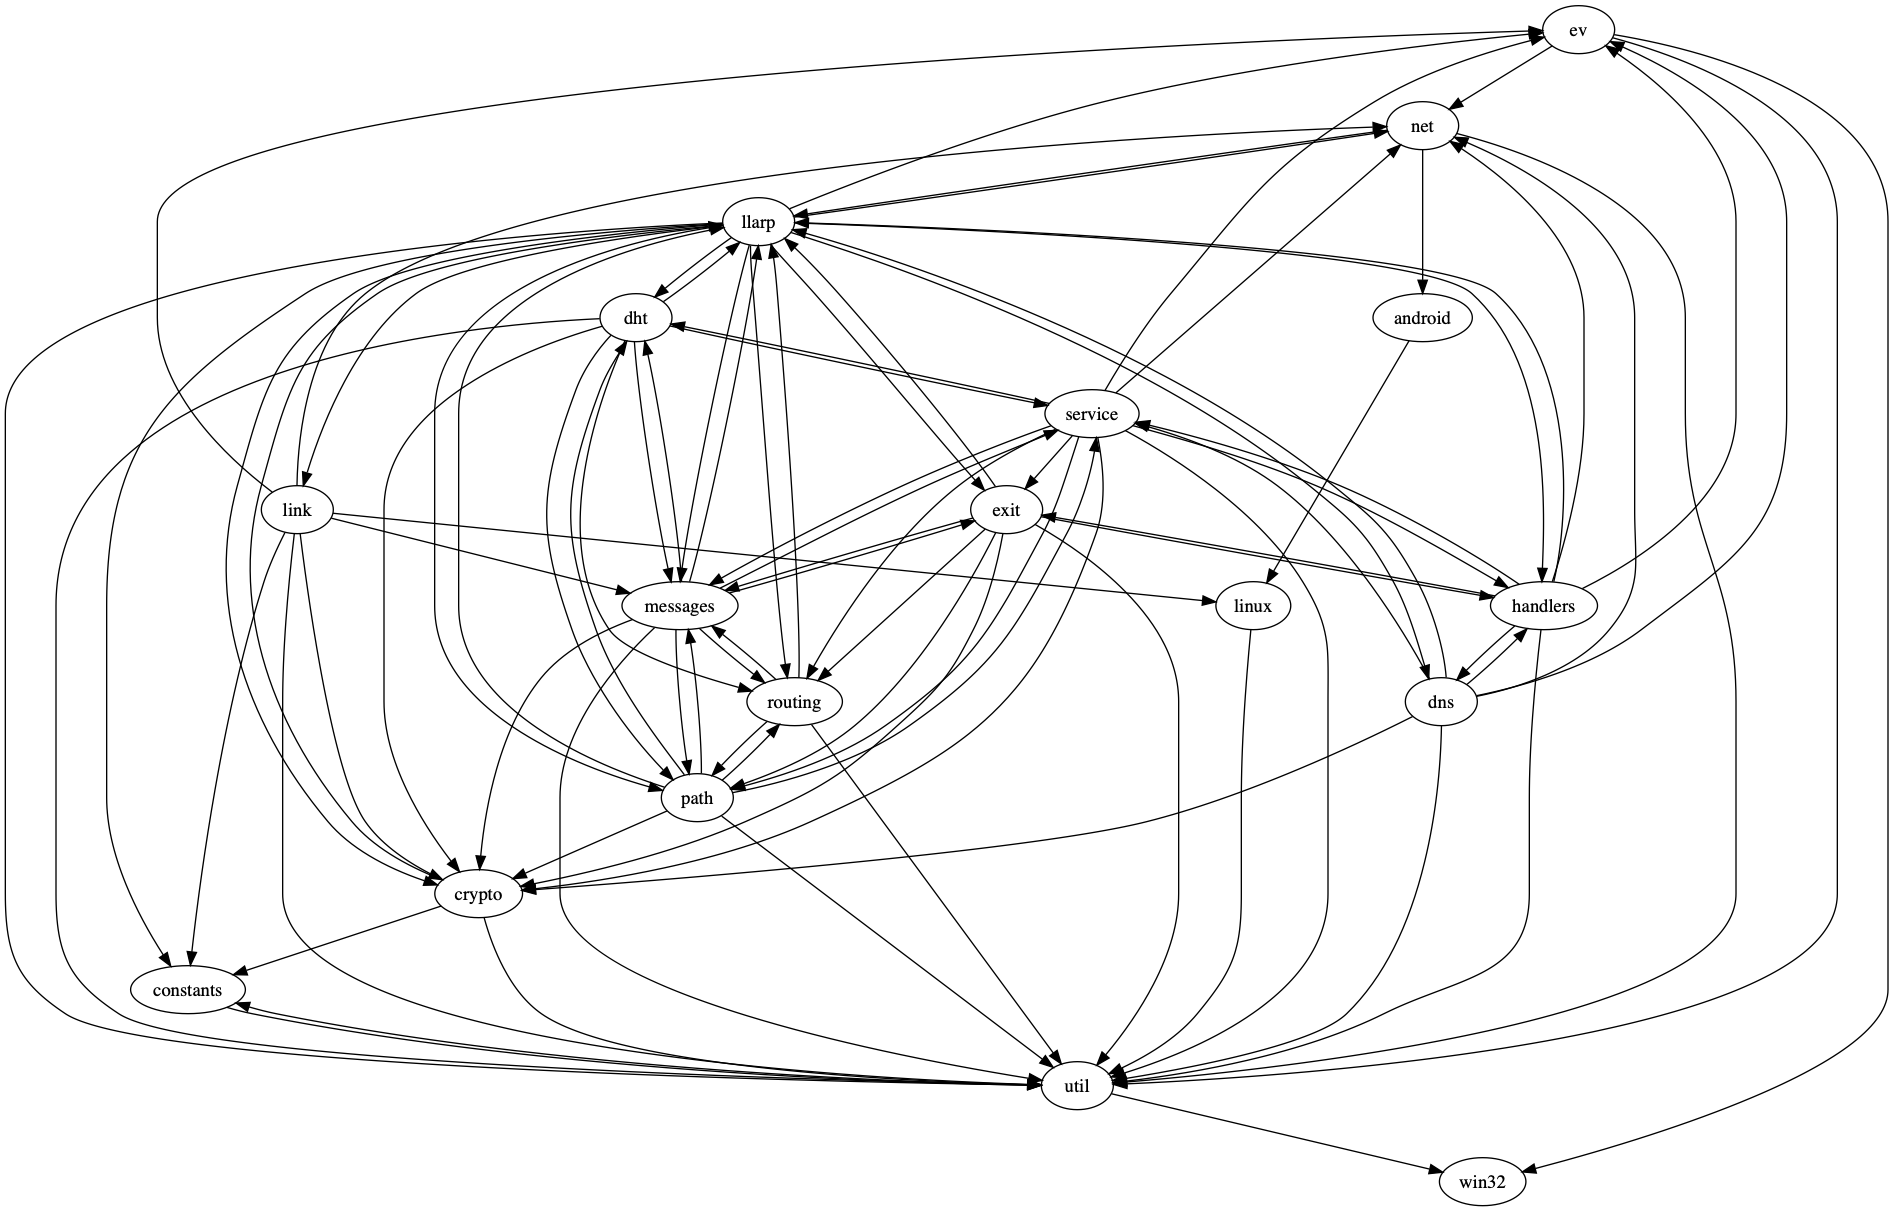 ev
net
llarp
dht
android
service
link
exit
messages
linux
handlers
routing
dns
path
crypto
constants
util
win32